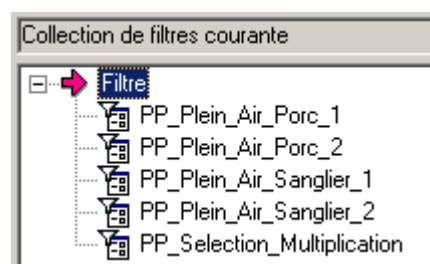 Collection de filtres courante
Filtre
PP_Plein_Air_Porc_1
PP_Plein_Air_Porc_2
PP_Plein_Air_Sanglier_1
PP_Plein_Air_Sanglier_2
PP_Selection_Multiplication